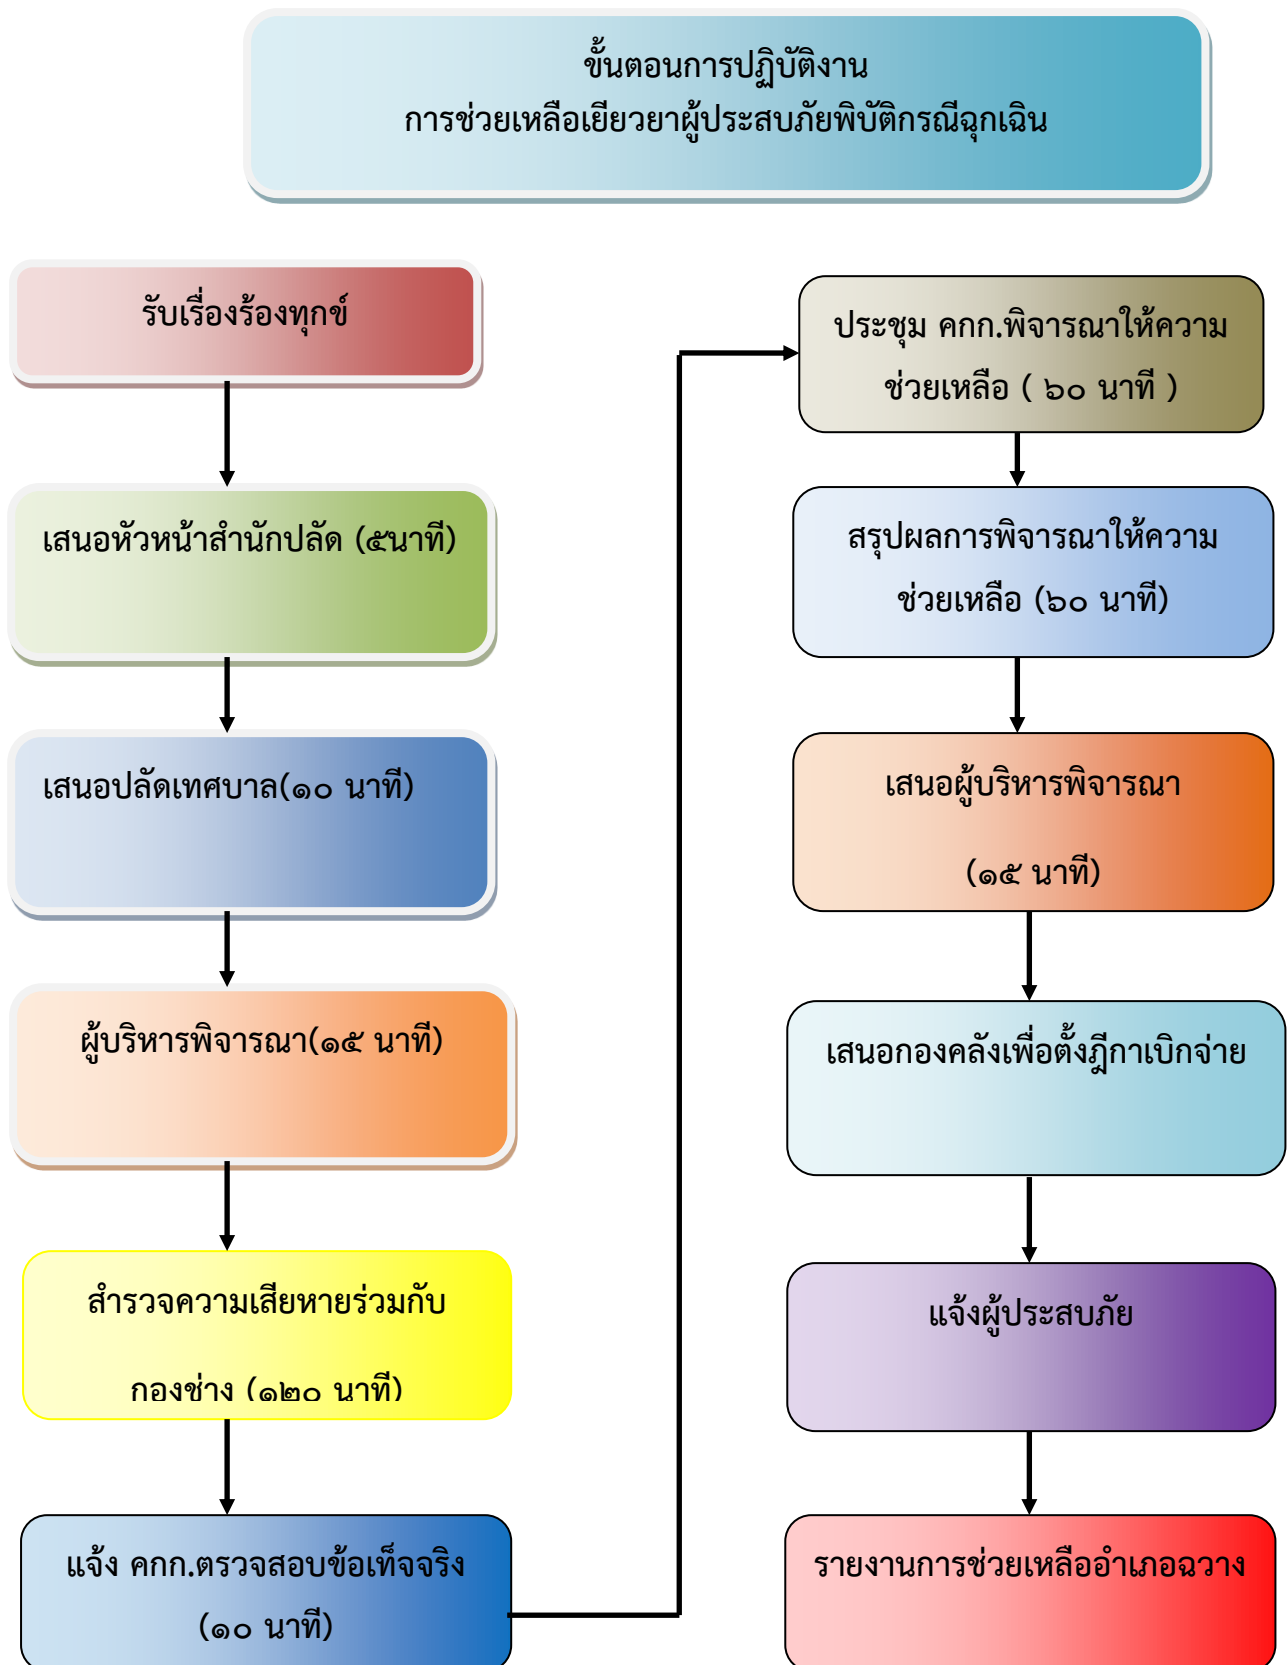 ขั้นตอนการปฏิบัติงาน
การช่วยเหลือเยียวยาผู้ประสบภัยพิบัติกรณีฉุกเฉิน
รับเรื่องร้องทุกข์
เสนอหัวหน้าสำนักปลัด (๕นาที)
เสนอปลัดเทศบาล(๑๐ นาที)
ผู้บริหารพิจารณา(๑๕ นาที)
สำรวจความเสียหายร่วมกับ
กองช่าง (๑๒๐ นาที)
แจ้ง คกก.ตรวจสอบข้อเท็จจริง
(๑๐ นาที)
ประชุม คกก.พิจารณาให้ความ
ช่วยเหลือ ( ๖๐ นาที )
สรุปผลการพิจารณาให้ความ
ช่วยเหลือ (๖๐ นาที)
เสนอผู้บริหารพิจารณา
(๑๕ นาที)
เสนอกองคลังเพื่อตั้งฎีกาเบิกจ่าย
แจ้งผู้ประสบภัย
รายงานการช่วยเหลืออำเภอฉวาง